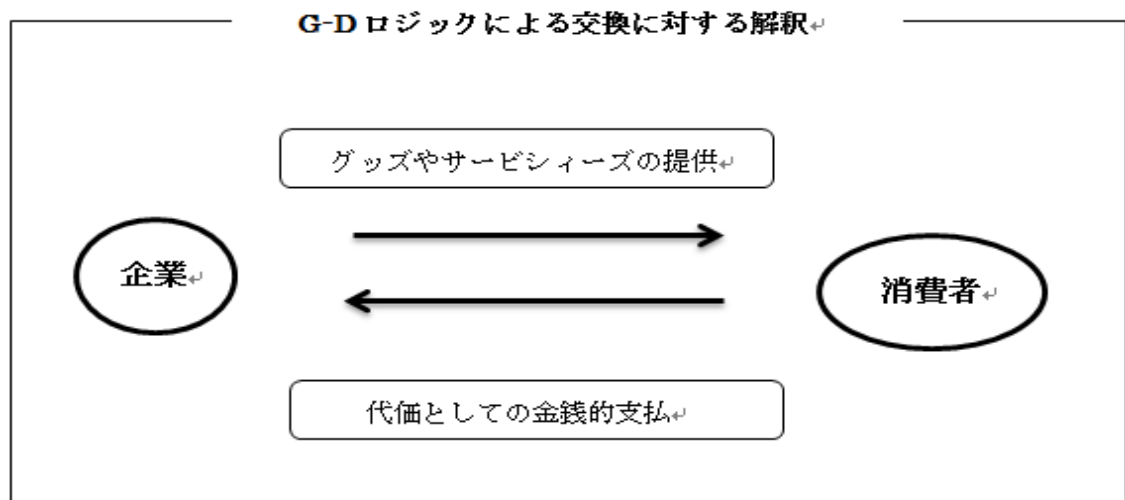 G-D ロジックによる交換に対する解釈↵
グッズやサービシィーズの提供↵
企業↵
消費者↵
代価としての金銭的支払↵